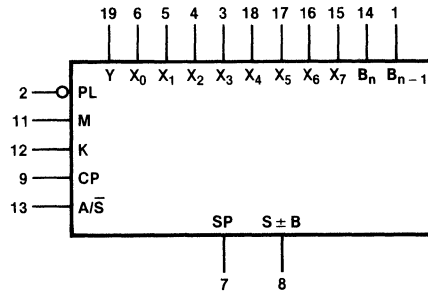 19 6 5 4 3 18 17 16 15 14 1
Y X₀ X₁ X₂ X₃ X₄ X₅ X₆ X₇ Bₙ Bₙ₋₁
2 PL
11 M
12 K
9 CP
13 A/S̅
SP S ± B
7 8